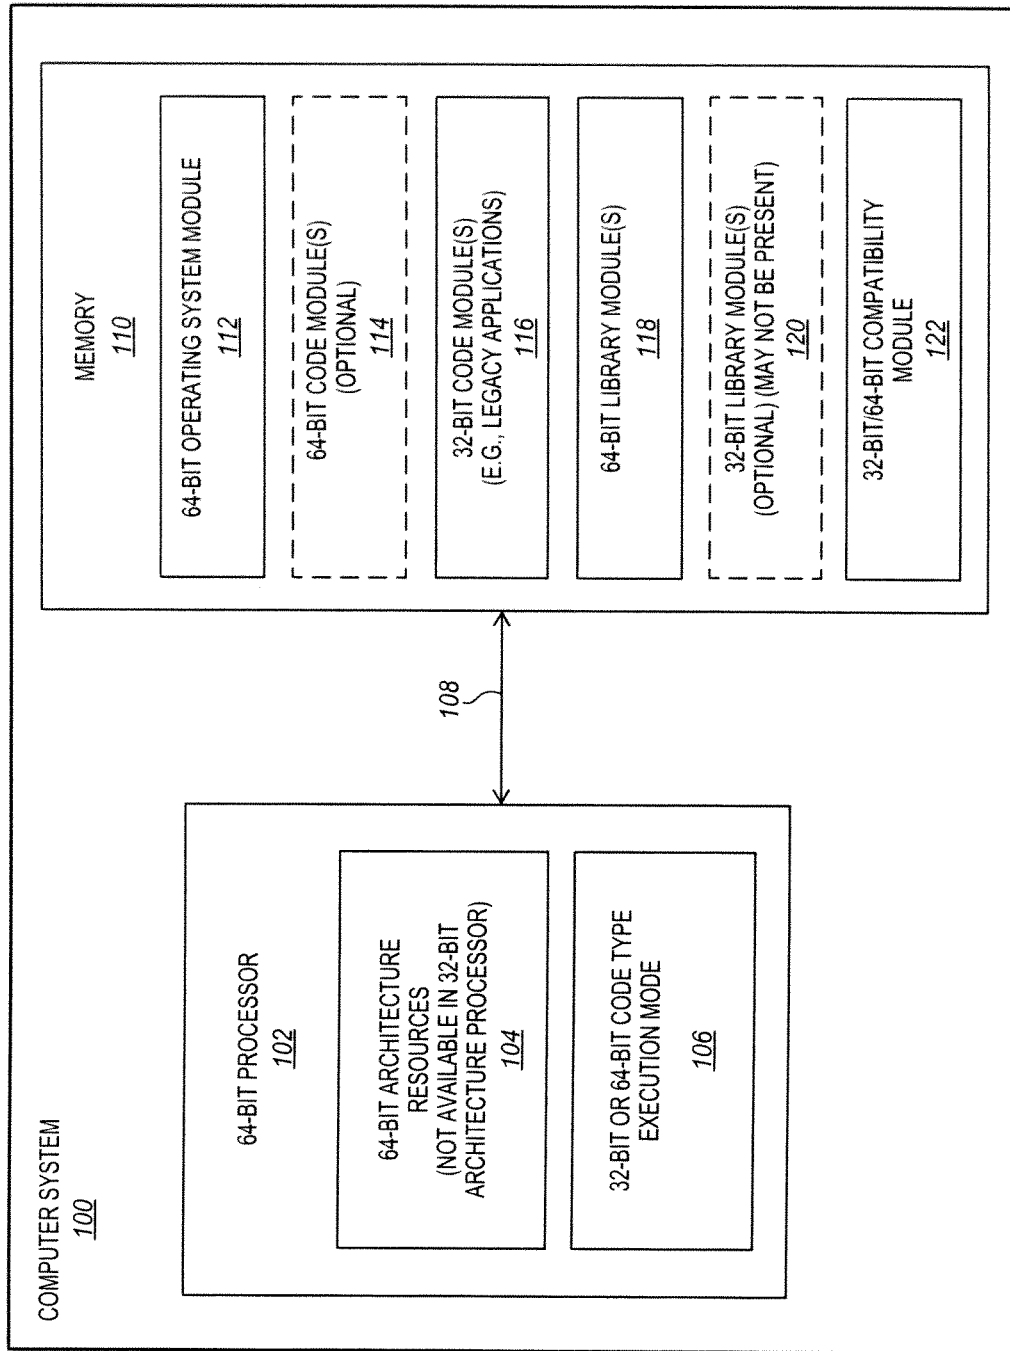 COMPUTER SYSTEM
100
64-BIT PROCESSOR
102
64-BIT ARCHITECTURE
RESOURCES
(NOT AVAILABLE IN 32-BIT
ARCHITECTURE PROCESSOR)
104
32-BIT OR 64-BIT CODE TYPE
EXECUTION MODE
106
108
MEMORY
110
64-BIT OPERATING SYSTEM MODULE
112
64-BIT CODE MODULE(S)
(OPTIONAL)
114
32-BIT CODE MODULE(S)
(E.G., LEGACY APPLICATIONS)
116
64-BIT LIBRARY MODULE(S)
118
32-BIT LIBRARY MODULE(S)
(OPTIONAL) (MAY NOT BE PRESENT)
120
32-BIT/64-BIT COMPATIBILITY
MODULE
122